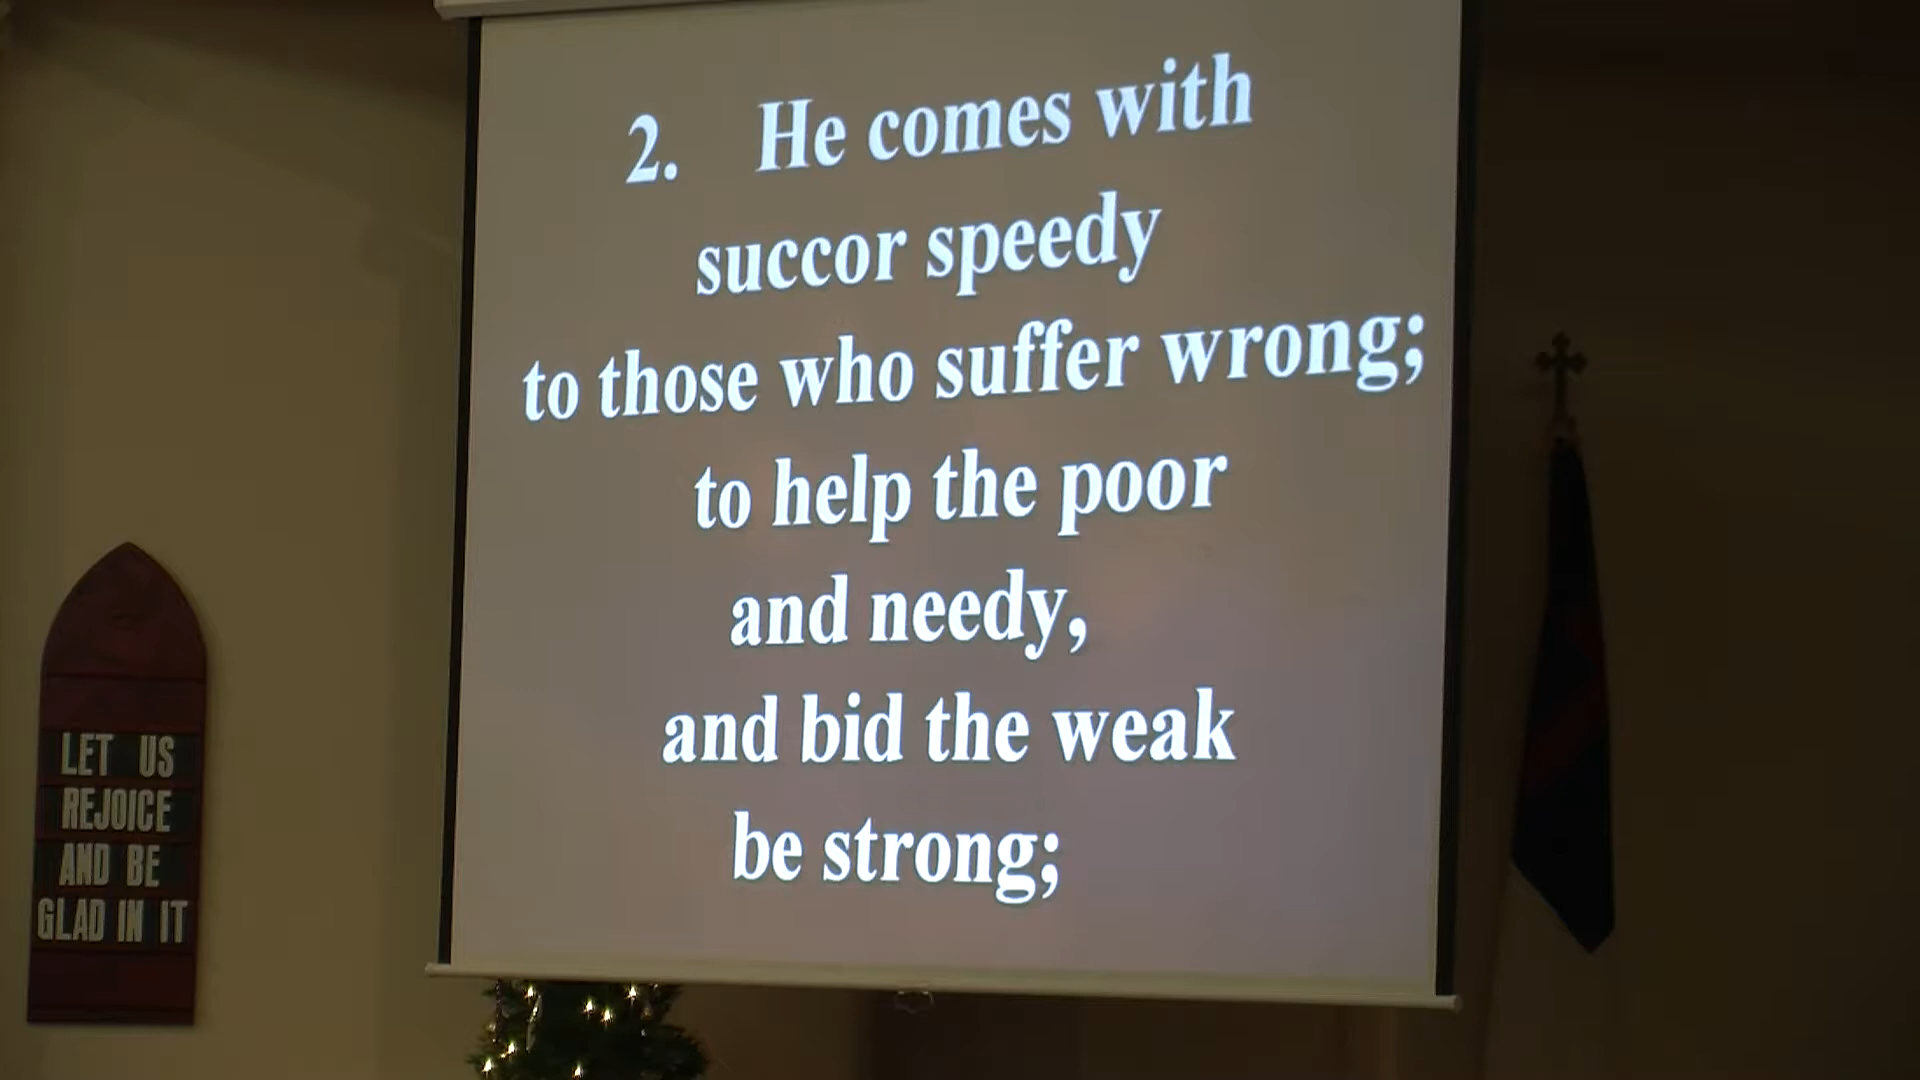 2. He comes with
succor speedy
to those who suffer wrong;
to help the poor
and needy,
and bid the weak
be strong;
LET US
REJOICE
AND BE
GLAD IN IT